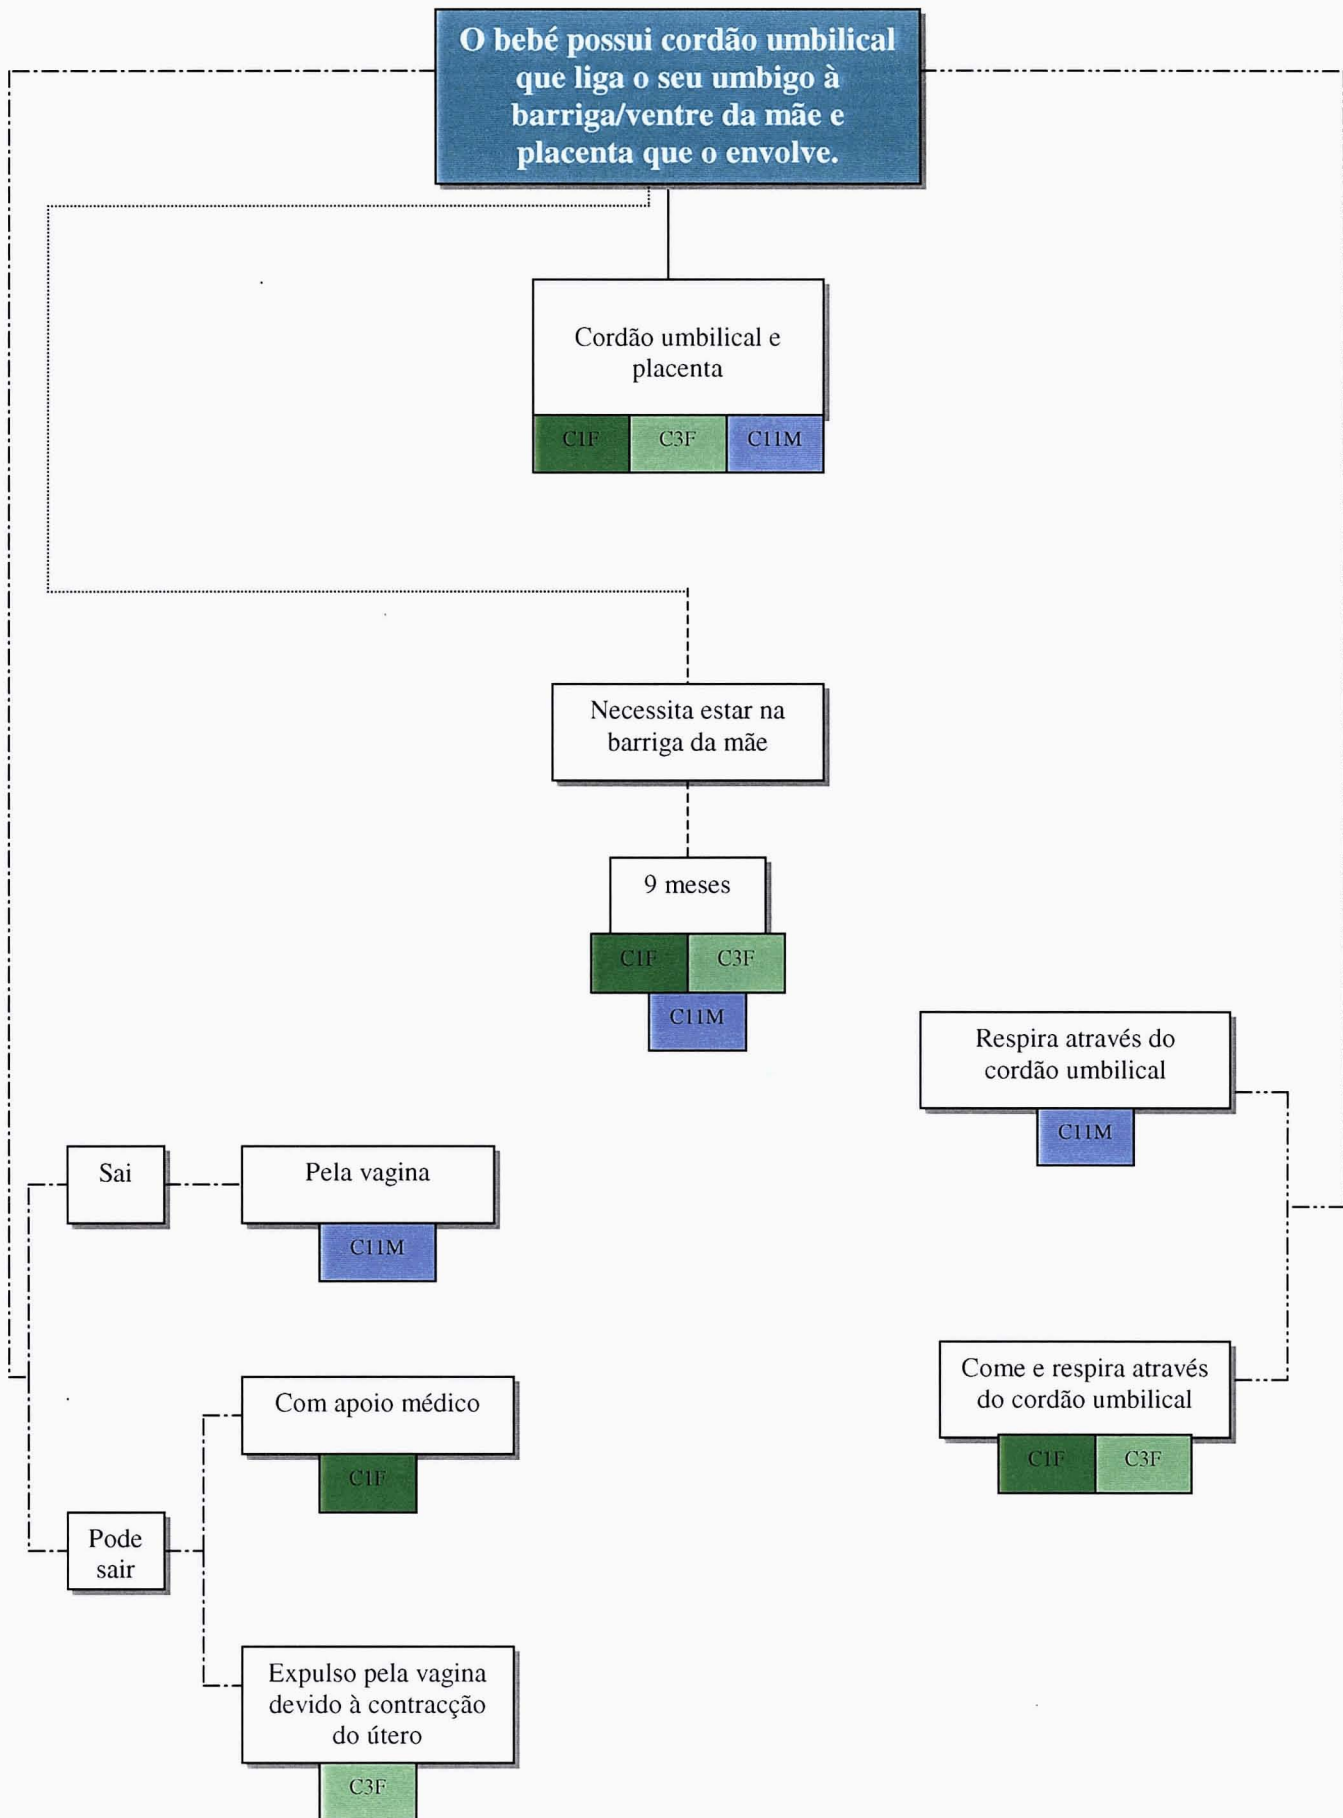 O bebé possui cordão umbilical
que liga o seu umbigo à
barriga/ventre da mãe e
placenta que o envolve.
Cordão umbilical e
placenta
C1F C3F C11M
Necessita estar na
barriga da mãe
9 meses
C1F C3F
C11M
Respira através do
cordão umbilical
C11M
Sai
Pela vagina
C11M
Come e respira através
do cordão umbilical
C1F C3F
Com apoio médico
C1F
Pode
sair
Expulso pela vagina
devido à contracção
do útero
C3F